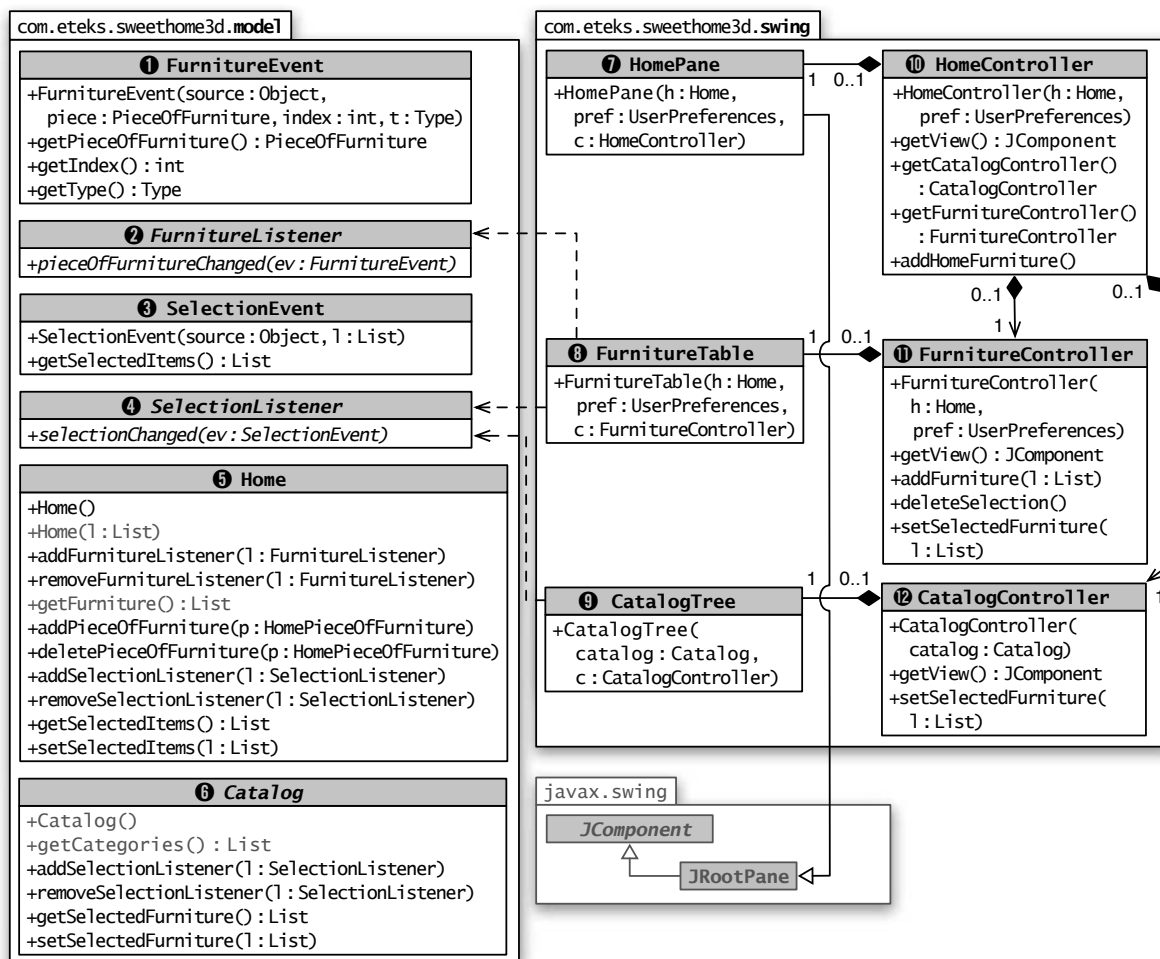 com.eteks.sweethome3d.model
❶ FurnitureEvent
+FurnitureEvent(source:Object,
piece:PieceOfFurniture,index:int,t:Type)
+getPieceOfFurniture():PieceOfFurniture
+getIndex():int
+getType():Type
❷ FurnitureListener
+pieceOfFurnitureChanged(ev:FurnitureEvent)
❸ SelectionEvent
+SelectionEvent(source:Object,l:List)
+getSelectedItems():List
❹ SelectionListener
+selectionChanged(ev:SelectionEvent)
❺ Home
+Home()
+Home(l:List)
+addFurnitureListener(l:FurnitureListener)
+removeFurnitureListener(l:FurnitureListener)
+getFurniture():List
+addPieceOfFurniture(p:HomePieceOfFurniture)
+deletePieceOfFurniture(p:HomePieceOfFurniture)
+addSelectionListener(l:SelectionListener)
+removeSelectionListener(l:SelectionListener)
+getSelectedItems():List
+setSelectedItems(l:List)
❻ Catalog
+Catalog()
+getCategories():List
+addSelectionListener(l:SelectionListener)
+removeSelectionListener(l:SelectionListener)
+getSelectedFurniture():List
+setSelectedFurniture(l:List)
com.eteks.sweethome3d.swing
❼ HomePane
+HomePane(h:Home,
pref:UserPreferences,
c:HomeController)
1 0..1
❿ HomeController
+HomeController(h:Home,
pref:UserPreferences)
+getView():JComponent
+getCatalogController()
:CatalogController
+getFurnitureController()
:FurnitureController
+addHomeFurniture()
0..1
0..1
1
❽ FurnitureTable
+FurnitureTable(h:Home,
pref:UserPreferences,
c:FurnitureController)
1 0..1
⓫ FurnitureController
+FurnitureController(
h:Home,
pref:UserPreferences)
+getView():JComponent
+addFurniture(l:List)
+deleteSelection()
+setSelectedFurniture(
l:List)
❾ CatalogTree
+CatalogTree(
catalog:Catalog,
c:CatalogController)
1 0..1
⓬ CatalogController
+CatalogController(
catalog:Catalog)
+getView():JComponent
+setSelectedFurniture(
l:List)
1
javax.swing
JComponent
JRootPane